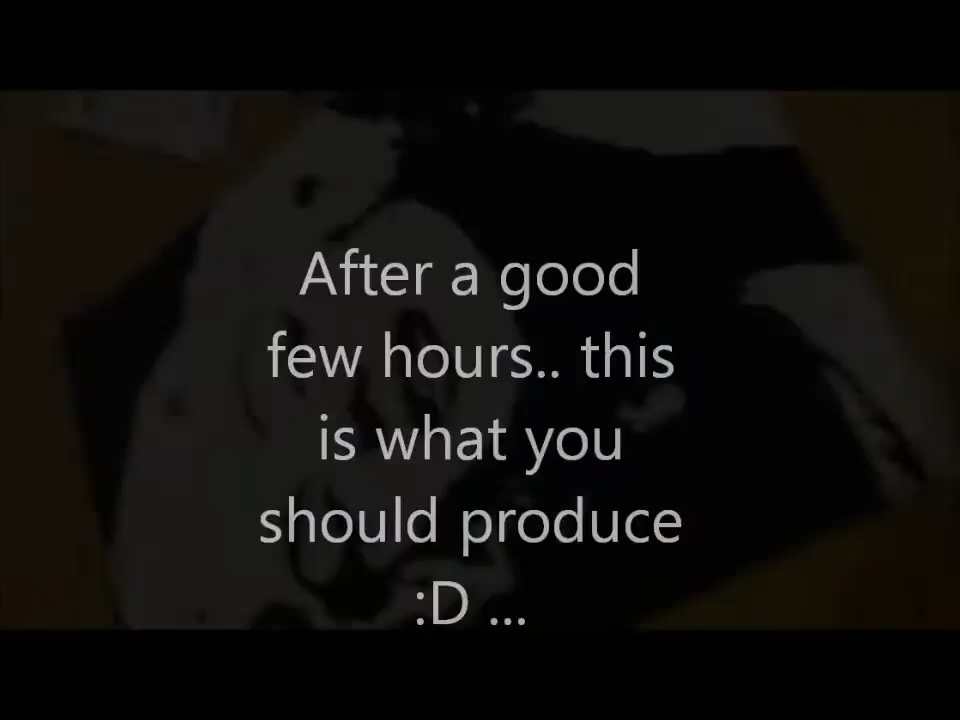 After a good
few hours.. this
is what you
should produce
:D ...